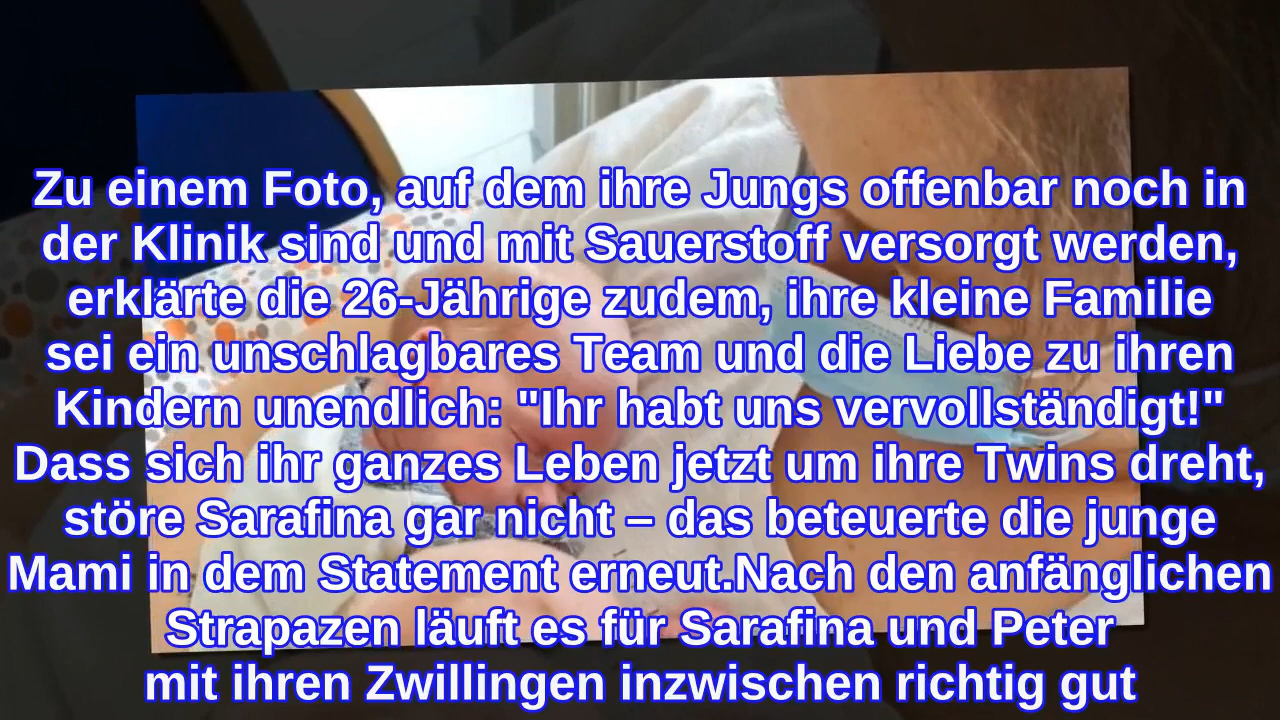 Zu einem Foto, auf dem ihre Jungs offenbar noch in
der Klinik sind und mit Sauerstoff versorgt werden,
erklärte die 26-Jährige zudem, ihre kleine Familie
sei ein unschlagbares Team und die Liebe zu ihren
Kindern unendlich: "Ihr habt uns vervollständigt!"
Dass sich ihr ganzes Leben jetzt um ihre Twins dreht,
störe Sarafina gar nicht – das beteuerte die junge
Mami in dem Statement erneut.Nach den anfänglichen
Strapazen läuft es für Sarafina und Peter
mit ihren Zwillingen inzwischen richtig gut